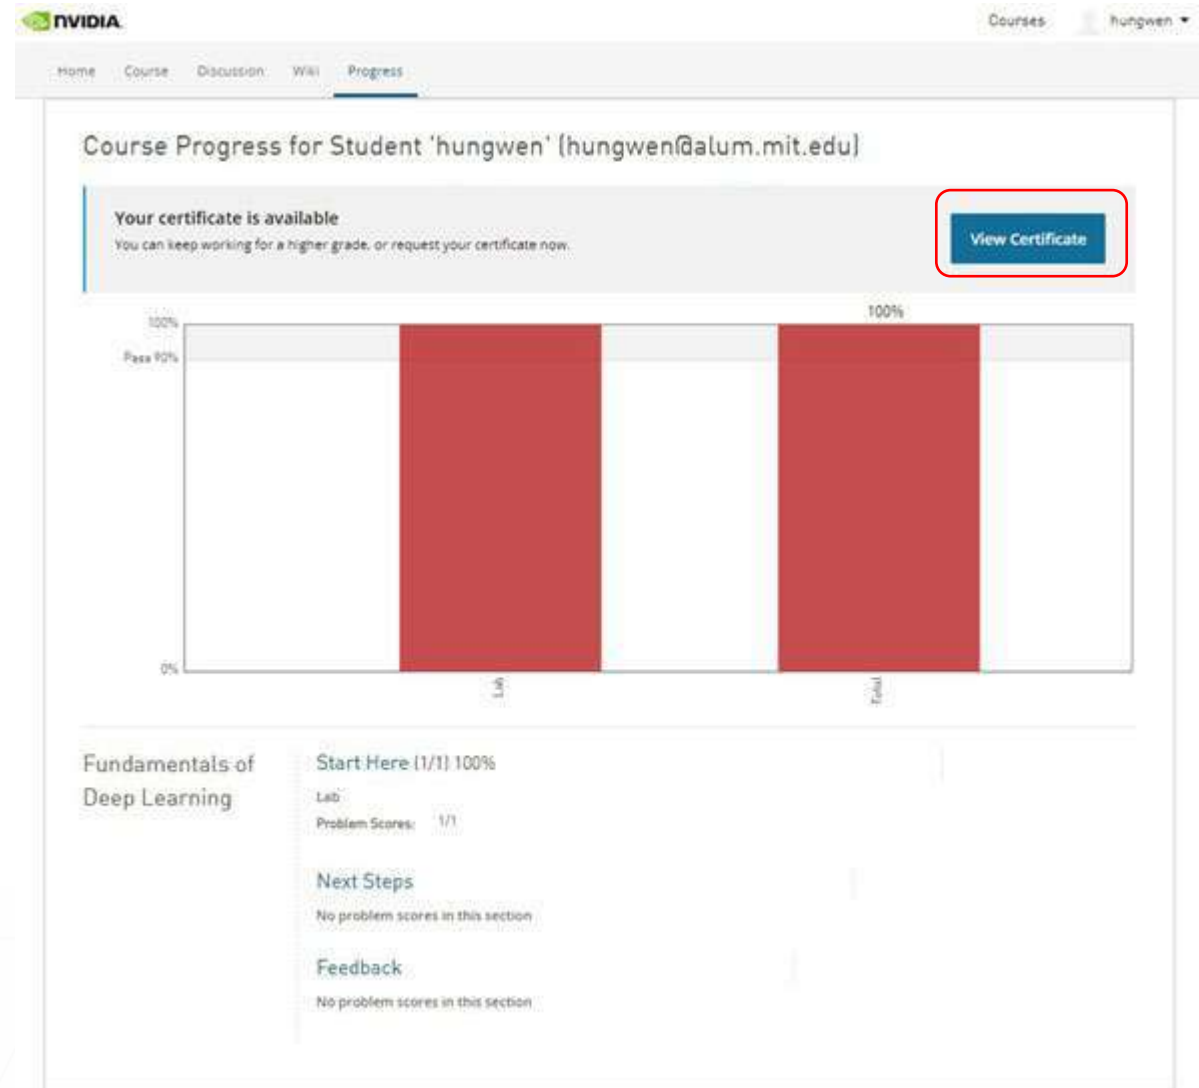 NVIDIA.
Courses hungwen
Home Course Discussion Wiki Progress
Course Progress for Student 'hungwen' (hungwen@alum.mit.edu)
Your certificate is available
You can keep working for a higher grade, or request your certificate now.
View Certificate
100%
100%
Pass 90%
0%
Lab
Total
Fundamentals of
Deep Learning
Start Here (1/1) 100%
Lab
Problem Scores: 1/1
Next Steps
No problem scores in this section
Feedback
No problem scores in this section